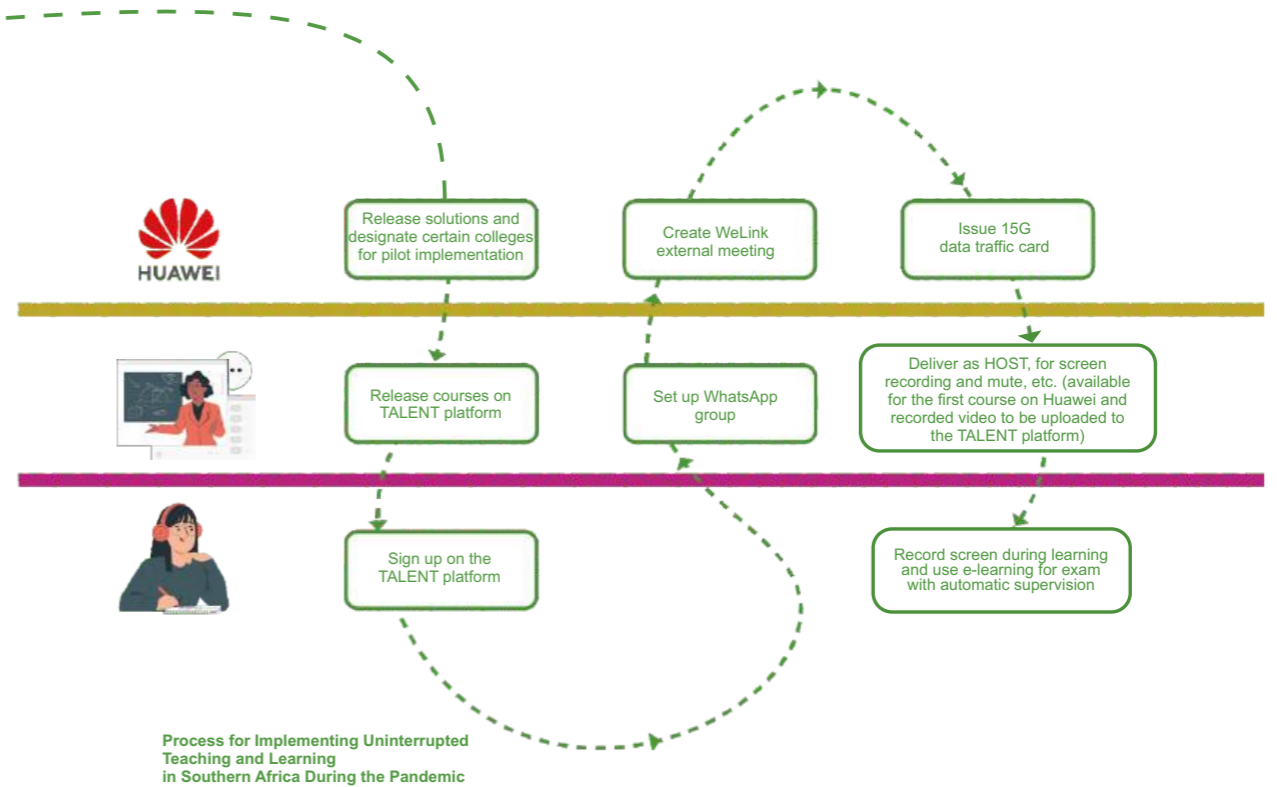 HUAWEI
Release solutions and
designate certain colleges
for pilot implementation
Create WeLink
external meeting
Issue 15G
data traffic card
Release courses on
TALENT platform
Set up WhatsApp
group
Deliver as HOST, for screen
recording and mute, etc. (available
for the first course on Huawei and
recorded video to be uploaded to
the TALENT platform)
Sign up on the
TALENT platform
Record screen during learning
and use e-learning for exam
with automatic supervision
Process for Implementing Uninterrupted
Teaching and Learning
in Southern Africa During the Pandemic